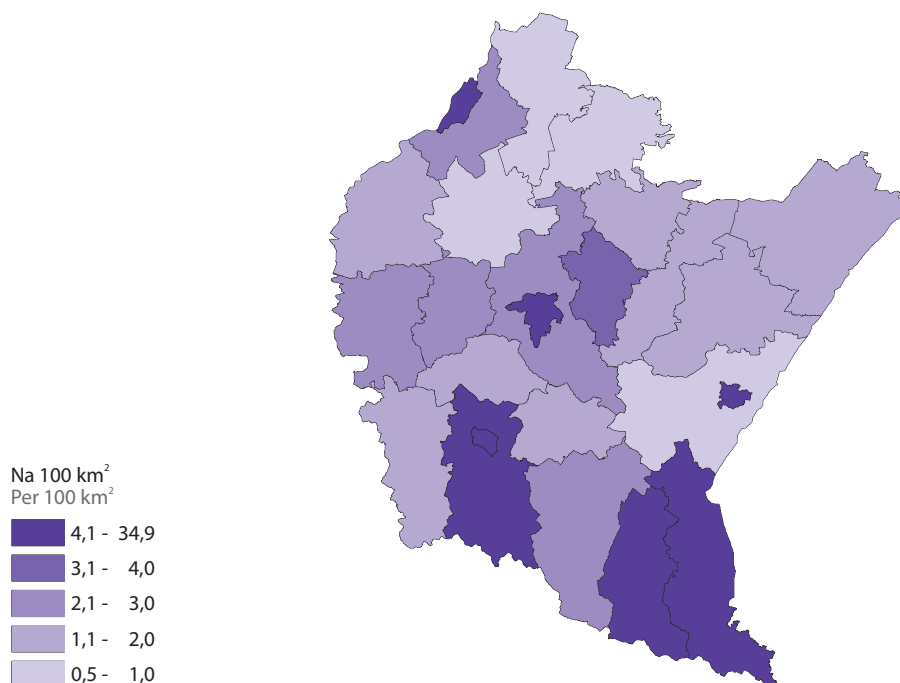 Na 100 km²
Per 100 km²
4,1 - 34,9
3,1 - 4,0
2,1 - 3,0
1,1 - 2,0
0,5 - 1,0